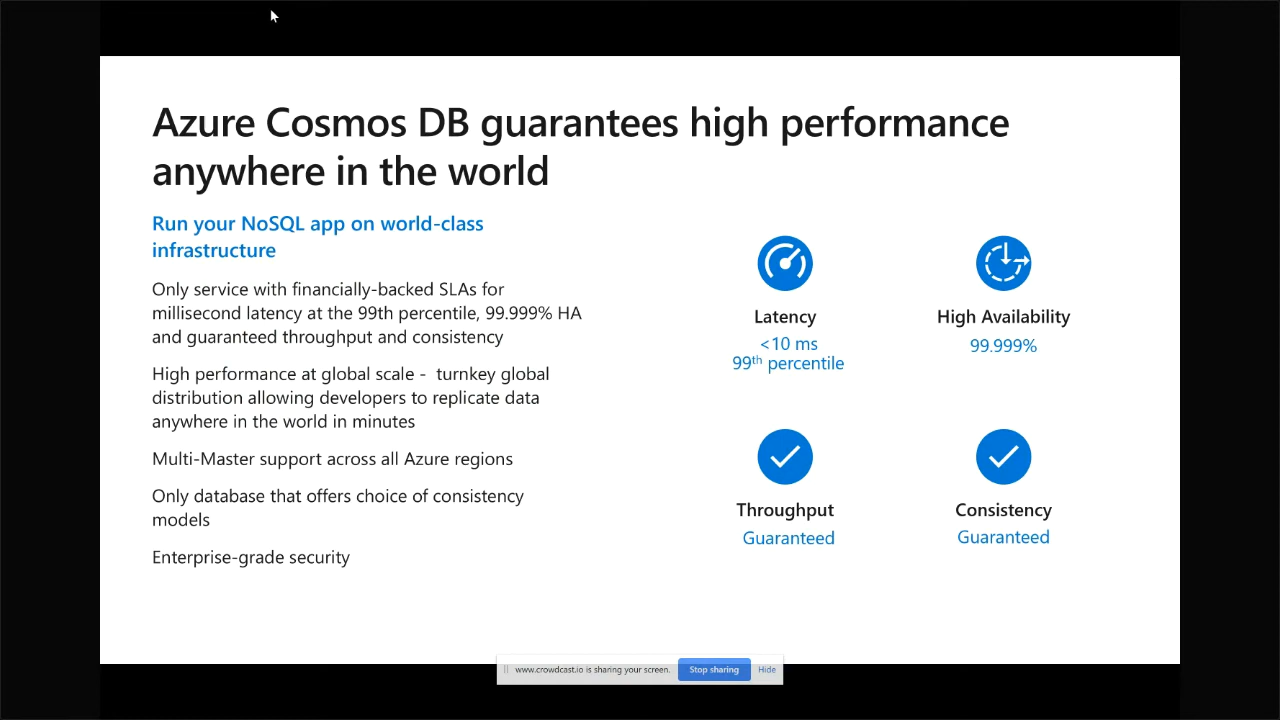 Azure Cosmos DB guarantees high performance
anywhere in the world
Run your NoSQL app on world-class
infrastructure
Only service with financially-backed SLAs for
millisecond latency at the 99th percentile, 99.999% HA
and guaranteed throughput and consistency
High performance at global scale - turnkey global
distribution allowing developers to replicate data
anywhere in the world in minutes
Multi-Master support across all Azure regions
Only database that offers choice of consistency
models
Enterprise-grade security
Latency
<10 ms
99th percentile
High Availability
99.999%
Throughput
Guaranteed
Consistency
Guaranteed
www.crowdcast.io is sharing your screen.
Stop sharing
Hide